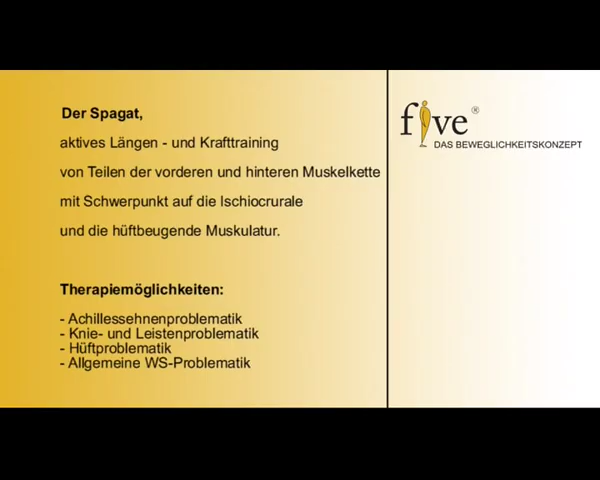 Der Spagat,
aktives Längen - und Krafttraining
von Teilen der vorderen und hinteren Muskelkette
mit Schwerpunkt auf die Ischiocrurale
und die hüftbeugende Muskulatur.
Therapiemöglichkeiten:
- Achillessehnenproblematik
- Knie- und Leistenproblematik
- Hüftproblematik
- Allgemeine WS-Problematik
five®
DAS BEWEGLICHKEITSKONZEPT